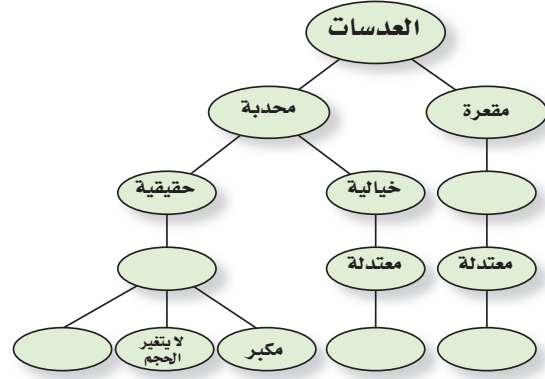 العدسات
مقعرة
محدبة
خيالية
حقيقية
معتدلة
معتدلة
مكبر
لا يتغير
الحجم